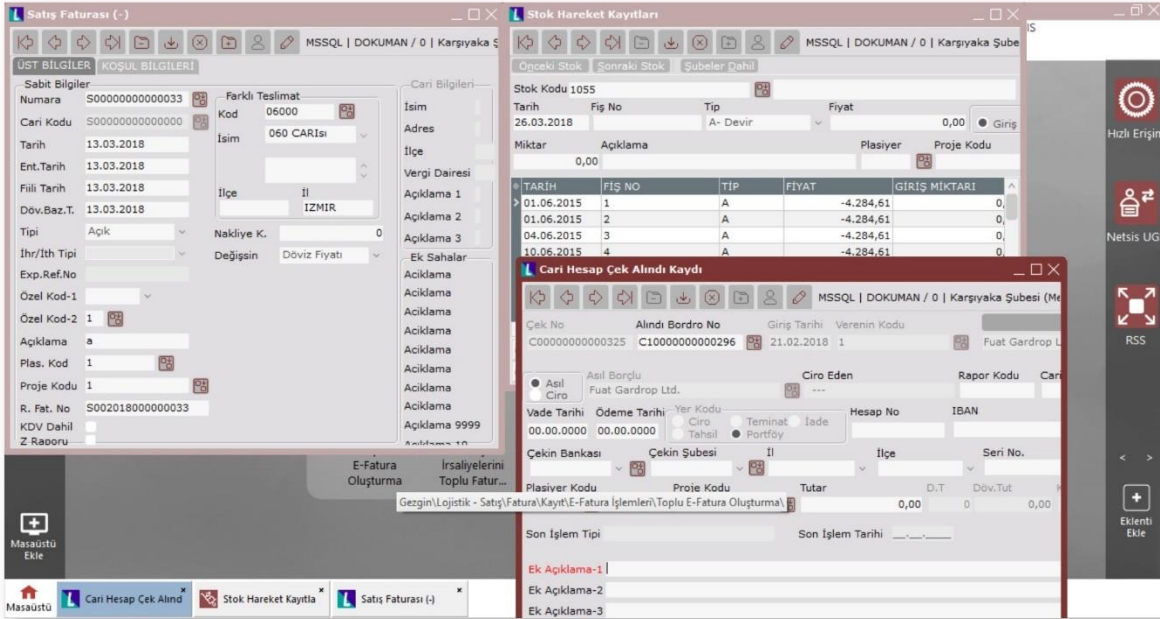 Satış Faturası (-)
MSSQL | DOKUMAN / 0 | Karşıyaka Ş
ÜST BİLGİLER KOŞUL BİLGİLERİ
Sabit Bilgiler
Numara S00000000000033
Cari Kodu S00000000000000
Tarih 13.03.2018
Ent.Tarih 13.03.2018
Fiili Tarih 13.03.2018
Döv.Baz.T. 13.03.2018
Tipi Açık
İhr/İth Tipi
Exp.Ref.No
Özel Kod-1
Özel Kod-2 1
Açıklama a
Plas. Kod 1
Proje Kodu 1
R. Fat. No S002018000000033
KDV Dahil
Z Raporu
Farklı Teslimat
Kod 06000
İsim 060 CARIsı
İlçe İl
IZMIR
Nakliye K. 0
Değişsin Döviz Fiyatı
Cari Bilgileri
İsim
Adres
İlçe
Vergi Dairesi
Açıklama 1
Açıklama 2
Açıklama 3
Ek Sahalar
Aciklama
Aciklama
Aciklama
Aciklama
Aciklama
Aciklama
Aciklama
Aciklama
Açıklama 9999
Açıklama 10
Stok Hareket Kayıtları
MSSQL | DOKUMAN / 0 | Karşıyaka Şube
Önceki Stok Sonraki Stok Şubeler Dahil
Stok Kodu 1055
Tarih Fiş No Tip Fiyat
26.03.2018 A- Devir 0,00 Giriş
Miktar Açıklama Plasiyer Proje Kodu
0,00
TARİH FİŞ NO TİP FİYAT GİRİŞ MİKTARI
01.06.2015 1 A -4.284,61 0,
01.06.2015 2 A -4.284,61 0,
04.06.2015 3 A -4.284,61 0,
10.06.2015 4 A -4.284,61 0,
Cari Hesap Çek Alındı Kaydı
MSSQL | DOKUMAN / 0 | Karşıyaka Şubesi (Me
Çek No Alındı Bordro No Giriş Tarihi Verenin Kodu
C00000000000325 C10000000000296 21.02.2018 1 Fuat Gardrop L
Asıl Ciro
Asıl Borçlu Ciro Eden Rapor Kodu Cari
Fuat Gardrop Ltd. ---
Vade Tarihi Ödeme Tarihi Yer Kodu Hesap No IBAN
00.00.0000 00.00.0000 Ciro Teminat İade
Tahsil Portföy
Çekin Bankası Çekin Şubesi İl İlçe Seri No.
Plasiyer Kodu Proje Kodu Tutar D.T Döv.Tut
0,00 0 0,00
Son İşlem Tipi Son İşlem Tarihi __.__.____
Ek Açıklama-1
Ek Açıklama-2
Ek Açıklama-3
E-Fatura Oluşturma
İrsaliyelerini Toplu Fatur...
Gezgin\Lojistik - Satış\Fatura\Kayıt\E-Fatura İşlemleri\Toplu E-Fatura Oluşturma\
IS
Hızlı Erişim
Netsis UG
RSS
Eklenti
Ekle
Masaüstü
Ekle
Masaüstü Cari Hesap Çek Alınd Stok Hareket Kayıtla Satış Faturası (-)